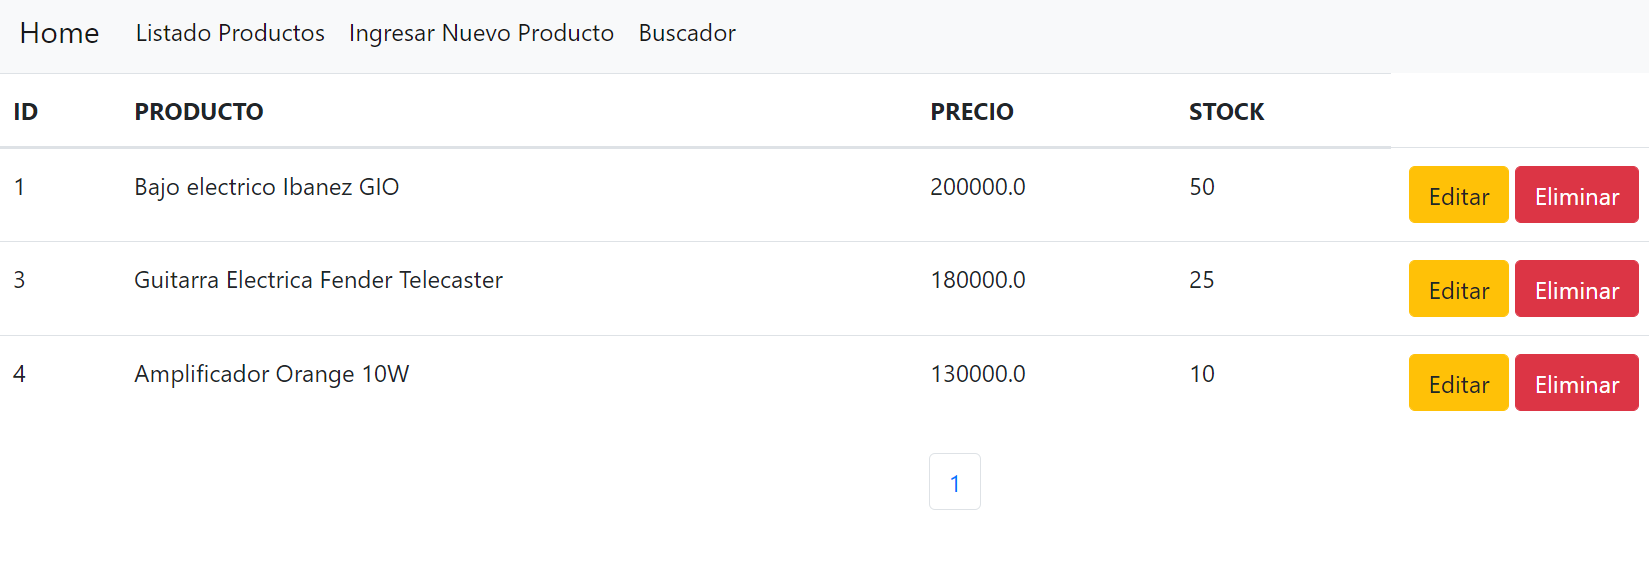 Home Listado Productos Ingresar Nuevo Producto Buscador
ID PRODUCTO PRECIO STOCK
1 Bajo electrico Ibanez GIO 200000.0 50 Editar Eliminar
3 Guitarra Electrica Fender Telecaster 180000.0 25 Editar Eliminar
4 Amplificador Orange 10W 130000.0 10 Editar Eliminar
1